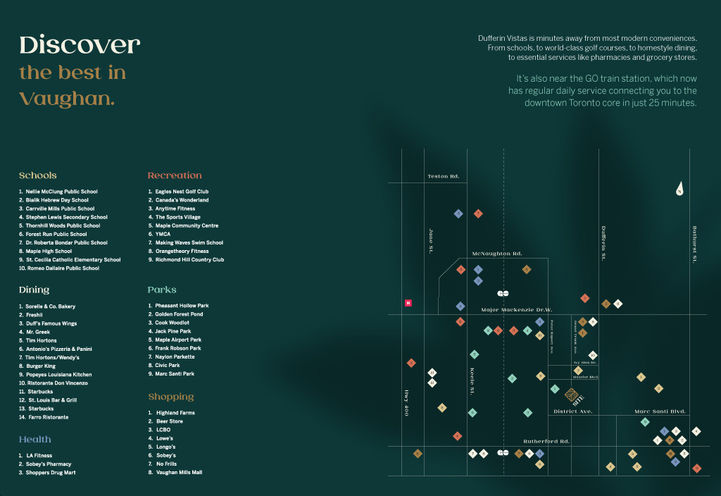 Discover
the best in
Vaughan.
Dufferin Vistas is minutes away from most modern conveniences.
From schools, to world-class golf courses, to homestyle dining,
to essential services like pharmacies and grocery stores.
It's also near the GO train station, which now
has regular daily service connecting you to the
downtown Toronto core in just 25 minutes.
Schools
1. Nellie McClung Public School
2. Bialik Hebrew Day School
3. Carrville Mills Public School
4. Stephen Lewis Secondary School
5. Thornhill Woods Public School
6. Forest Run Public School
7. Dr. Roberta Bondar Public School
8. Maple High School
9. St. Cecilia Catholic Elementary School
10. Romeo Dallaire Public School
Dining
1. Sorelle & Co. Bakery
2. Freshii
3. Duff's Famous Wings
4. Mr. Greek
5. Tim Hortons
6. Antonio's Pizzeria & Panini
7. Tim Hortons/Wendy's
8. Burger King
9. Popeyes Louisiana Kitchen
10. Ristorante Don Vincenzo
11. Starbucks
12. St. Louis Bar & Grill
13. Starbucks
14. Farro Ristorante
Health
1. LA Fitness
2. Sobey's Pharmacy
3. Shoppers Drug Mart
Recreation
1. Eagles Nest Golf Club
2. Canada's Wonderland
3. Anytime Fitness
4. The Sports Village
5. Maple Community Centre
6. YMCA
7. Making Waves Swim School
8. Orangetheory Fitness
9. Richmond Hill Country Club
Parks
1. Pheasant Hollow Park
2. Golden Forest Pond
3. Cook Woodlot
4. Jack Pine Park
5. Maple Airport Park
6. Frank Robson Park
7. Naylon Parkette
8. Civic Park
9. Marc Santi Park
Shopping
1. Highland Farms
2. Beer Store
3. LCBO
4. Lowe's
5. Longo's
6. Sobey's
7. No Frills
8. Vaughan Mills Mall
Teston Rd.
Jane St.
Dufferin St.
Bathurst St.
McNaughton Rd.
Major Mackenzie Dr.W.
Keele St.
Hwy. 400
SITE
District Ave.
Marc Santi Blvd.
Rutherford Rd.